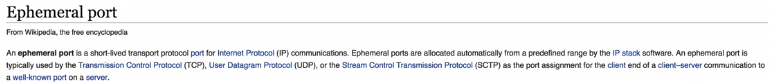 Ephemeral port
From Wikipedia, the free encyclopedia
An ephemeral port is a short-lived transport protocol port for Internet Protocol (IP) communications. Ephemeral ports are allocated automatically from a predefined range by the IP stack software. An ephemeral port is
typically used by the Transmission Control Protocol (TCP), User Datagram Protocol (UDP), or the Stream Control Transmission Protocol (SCTP) as the port assignment for the client end of a client–server communication to
a well-known port on a server.